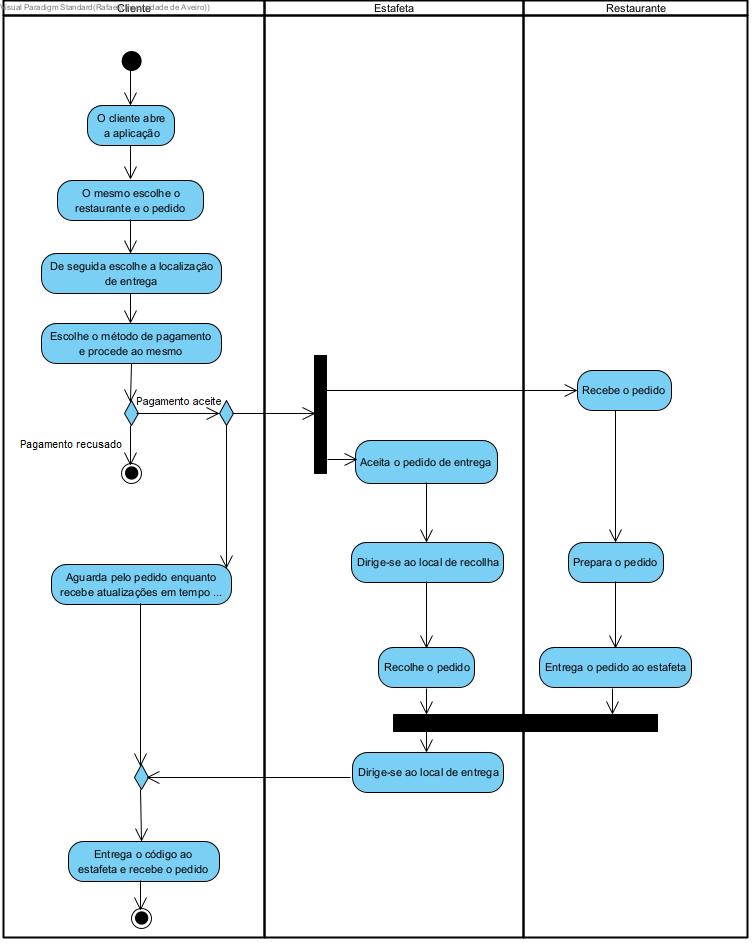 Visual Paradigm Standard(Rafael de Aveiro))
Cliente
Estafeta
Restaurante
O cliente abre
a aplicação
O mesmo escolhe o
restaurante e o pedido
De seguida escolhe a localização
de entrega
Escolhe o método de pagamento
e procede ao mesmo
Pagamento aceite
Pagamento recusado
Recebe o pedido
Aceita o pedido de entrega
Dirige-se ao local de recollha
Prepara o pedido
Aguarda pelo pedido enquanto
recebe atualizações em tempo ...
Recolhe o pedido
Entrega o pedido ao estafeta
Dirige-se ao local de entrega
Entrega o código ao
estafeta e recebe o pedido